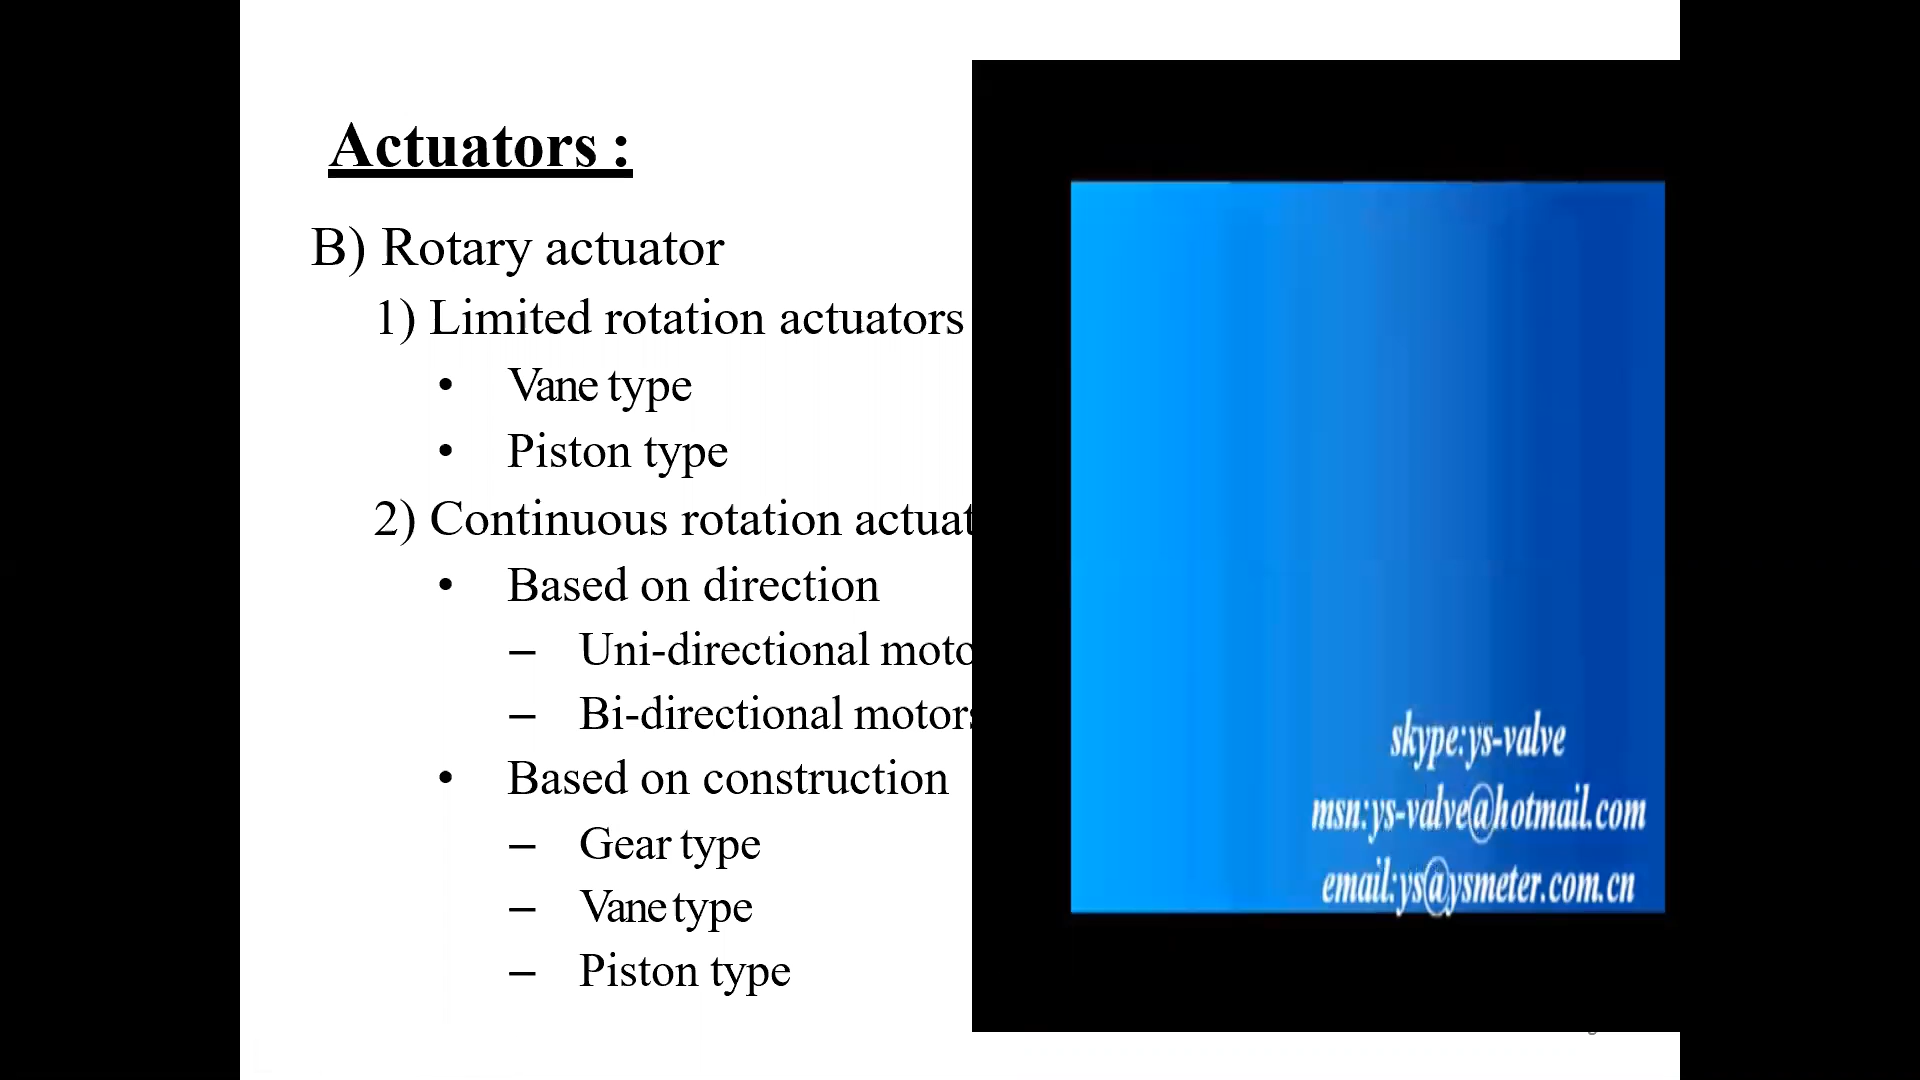 Actuators :
B) Rotary actuator
1) Limited rotation actuators
• Vane type
• Piston type
2) Continuous rotation actuat
• Based on direction
– Uni-directional moto
– Bi-directional motors
• Based on construction
– Gear type
– Vane type
– Piston type
skype:ys-valve
msn:ys-valve@hotmail.com
email:ys@ysmeter.com.cn